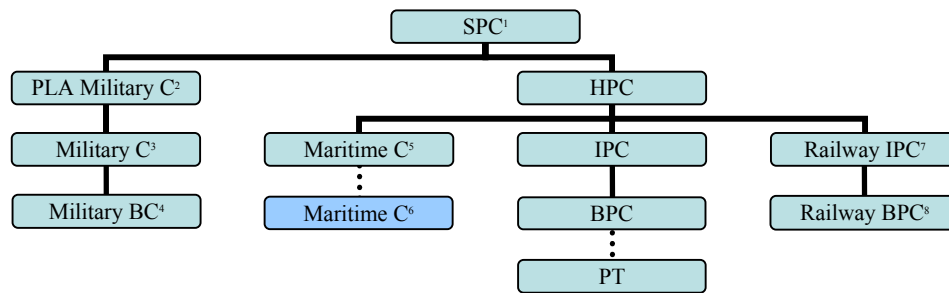 SPC¹
PLA Military C²
HPC
Military C³
Maritime C⁵
IPC
Railway IPC⁷
Military BC⁴
Maritime C⁶
BPC
Railway BPC⁸
PT